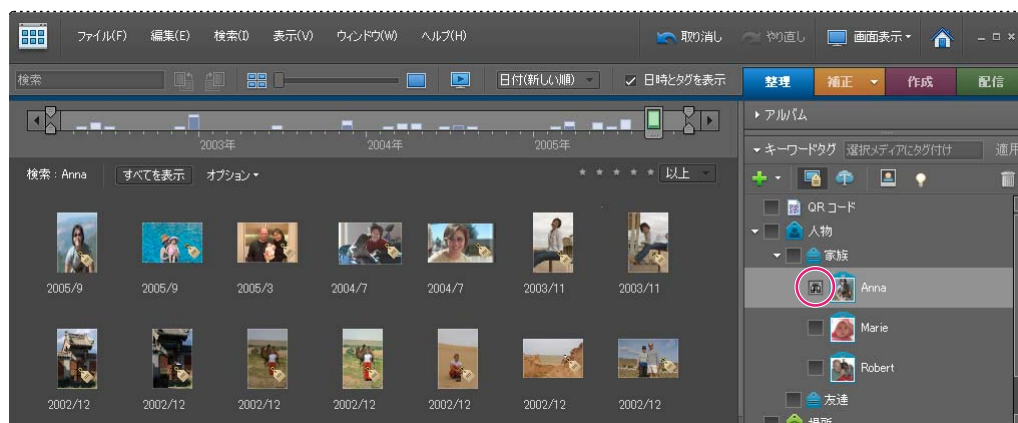 ファイル(F) 編集(E) 検索(I) 表示(V) ウィンドウ(W) ヘルプ(H) 取り消し やり直し 画面表示
検索 日付(新しい順) 日時とタグを表示 整理 補正 作成 配信
アルバム
2003年 2004年 2005年
キーワードタグ 選択メディアにタグ付け 適用
検索 : Anna すべてを表示 オプション 以上
QR コード
人物
家族
2005/9 2005/9 2005/3 2004/7 2004/7 2003/11 2003/11
Anna
Marie
Robert
2002/12 2002/12 2002/12 2002/12 2002/12 2002/12 2002/12
友達
場所